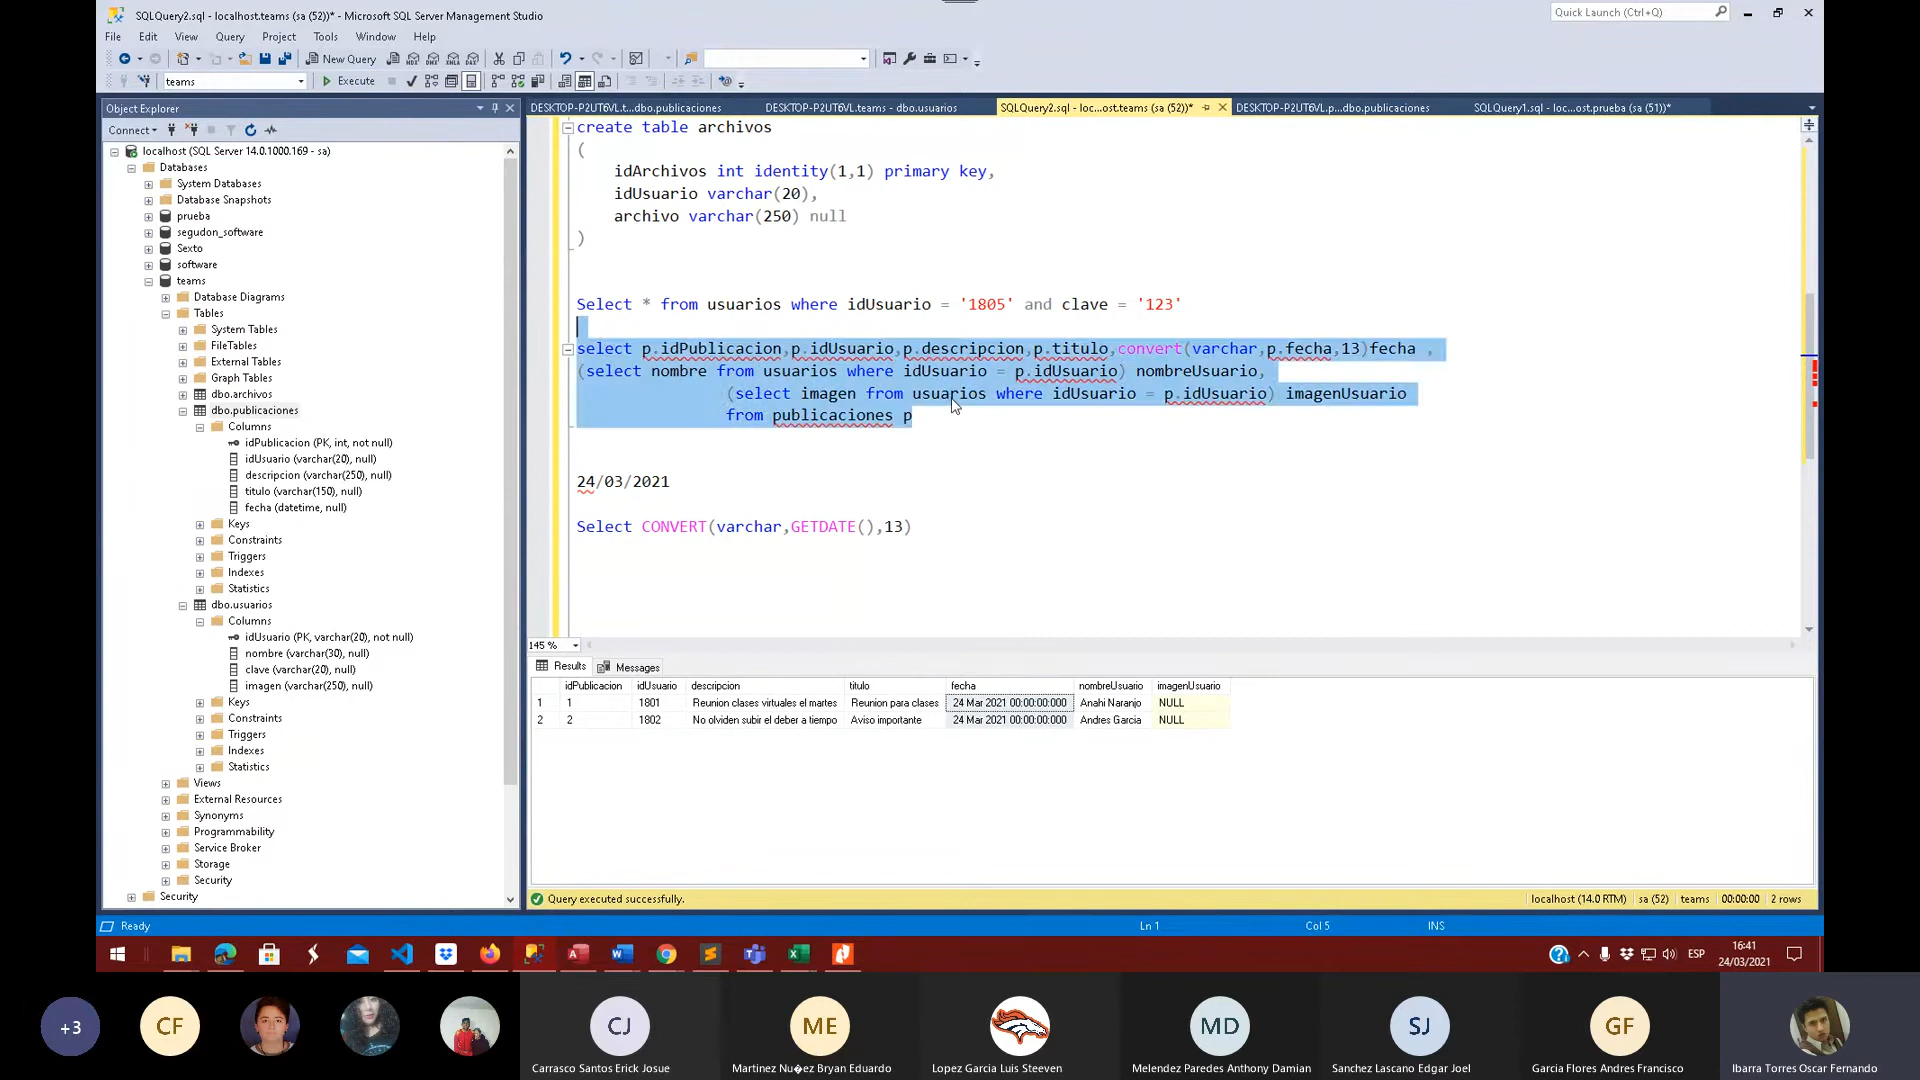 SQLQuery2.sql - localhost.teams (sa (52))* - Microsoft SQL Server Management Studio
Quick Launch (Ctrl+Q)
File Edit View Query Project Tools Window Help
New Query
teams Execute
Object Explorer
DESKTOP-P2UT6VL.t...dbo.publicaciones DESKTOP-P2UT6VL.teams - dbo.usuarios SQLQuery2.sql - loc...ost.teams (sa (52))* DESKTOP-P2UT6VL.p...dbo.publicaciones SQLQuery1.sql - loc...ost.prueba (sa (51))*
Connect
localhost (SQL Server 14.0.1000.169 - sa)
Databases
System Databases
Database Snapshots
prueba
segudon_software
Sexto
software
teams
Database Diagrams
Tables
System Tables
FileTables
External Tables
Graph Tables
dbo.archivos
dbo.publicaciones
Columns
idPublicacion (PK, int, not null)
idUsuario (varchar(20), null)
descripcion (varchar(250), null)
titulo (varchar(150), null)
fecha (datetime, null)
Keys
Constraints
Triggers
Indexes
Statistics
dbo.usuarios
Columns
idUsuario (PK, varchar(20), not null)
nombre (varchar(30), null)
clave (varchar(20), null)
imagen (varchar(250), null)
Keys
Constraints
Triggers
Indexes
Statistics
Views
External Resources
Synonyms
Programmability
Service Broker
Storage
Security
Security
create table archivos
(
idArchivos int identity(1,1) primary key,
idUsuario varchar(20),
archivo varchar(250) null
)
Select * from usuarios where idUsuario = '1805' and clave = '123'
select p.idPublicacion,p.idUsuario,p.descripcion,p.titulo,convert(varchar,p.fecha,13)fecha ,
(select nombre from usuarios where idUsuario = p.idUsuario) nombreUsuario,
(select imagen from usuarios where idUsuario = p.idUsuario) imagenUsuario
from publicaciones p
24/03/2021
Select CONVERT(varchar,GETDATE(),13)
145 %
Results Messages
idPublicacion idUsuario descripcion titulo fecha nombreUsuario imagenUsuario
1 1 1801 Reunion clases virtuales el martes Reunion para clases 24 Mar 2021 00:00:00:000 Anahi Naranjo NULL
2 2 1802 No olviden subir el deber a tiempo Aviso importante 24 Mar 2021 00:00:00:000 Andres Garcia NULL
Query executed successfully. localhost (14.0 RTM) sa (52) teams 00:00:00 2 rows
Ready Ln 1 Col 5 INS
ESP 16:41
24/03/2021
+3 CF CJ ME MD SJ GF
Carrasco Santos Erick Josue Martinez Nu�ez Bryan Eduardo Lopez Garcia Luis Steeven Melendez Paredes Anthony Damian Sanchez Lascano Edgar Joel Garcia Flores Andres Francisco Ibarra Torres Oscar Fernando